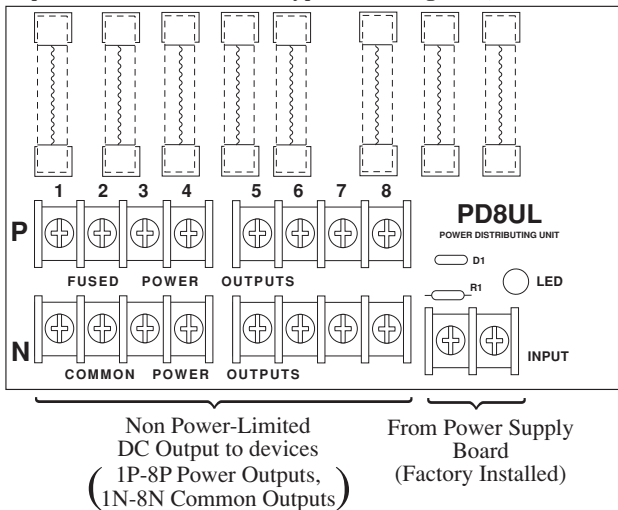 1 2 3 4 5 6 7 8
P
PD8UL
POWER DISTRIBUTING UNIT
D1
FUSED POWER OUTPUTS
LED
R1
N
INPUT
COMMON POWER OUTPUTS
Non Power-Limited
DC Output to devices
(1P-8P Power Outputs,
1N-8N Common Outputs)
From Power Supply
Board
(Factory Installed)